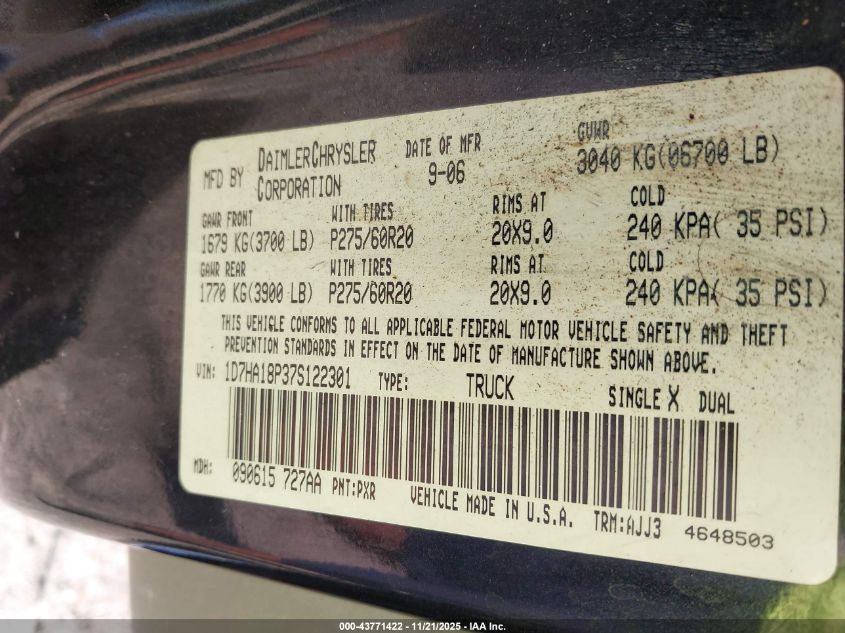 MFD BY DAIMLERCHRYSLER CORPORATION
DATE OF MFR 9-06
GVWR 3040 KG(06700 LB)
GAWR FRONT WITH TIRES RIMS AT COLD
1679 KG(3700 LB) P275/60R20 20X9.0 240 KPA( 35 PSI)
GAWR REAR WITH TIRES RIMS AT COLD
1770 KG(3900 LB) P275/60R20 20X9.0 240 KPA( 35 PSI)
THIS VEHICLE CONFORMS TO ALL APPLICABLE FEDERAL MOTOR VEHICLE SAFETY AND THEFT
PREVENTION STANDARDS IN EFFECT ON THE DATE OF MANUFACTURE SHOWN ABOVE.
VIN: 1D7HA18P37S122301 TYPE: TRUCK SINGLE X DUAL
MDH: 090615 727AA PNT:PXR VEHICLE MADE IN U.S.A. TRM:AJJ3 4648503
000-43771422 - 11/21/2025 - IAA Inc.